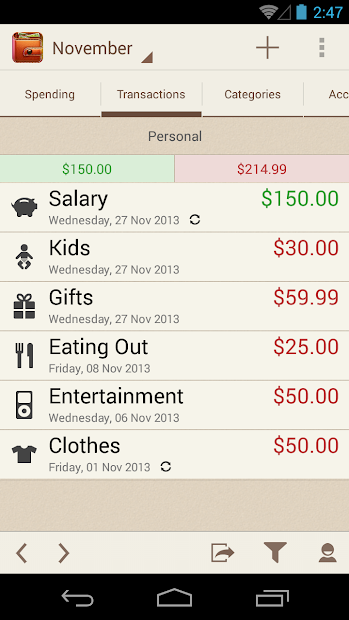 2:47
November
Spending Transactions Categories Acc
Personal
$150.00 $214.99
Salary $150.00
Wednesday, 27 Nov 2013
Kids $30.00
Wednesday, 27 Nov 2013
Gifts $59.99
Wednesday, 27 Nov 2013
Eating Out $25.00
Friday, 08 Nov 2013
Entertainment $50.00
Wednesday, 06 Nov 2013
Clothes $50.00
Friday, 01 Nov 2013